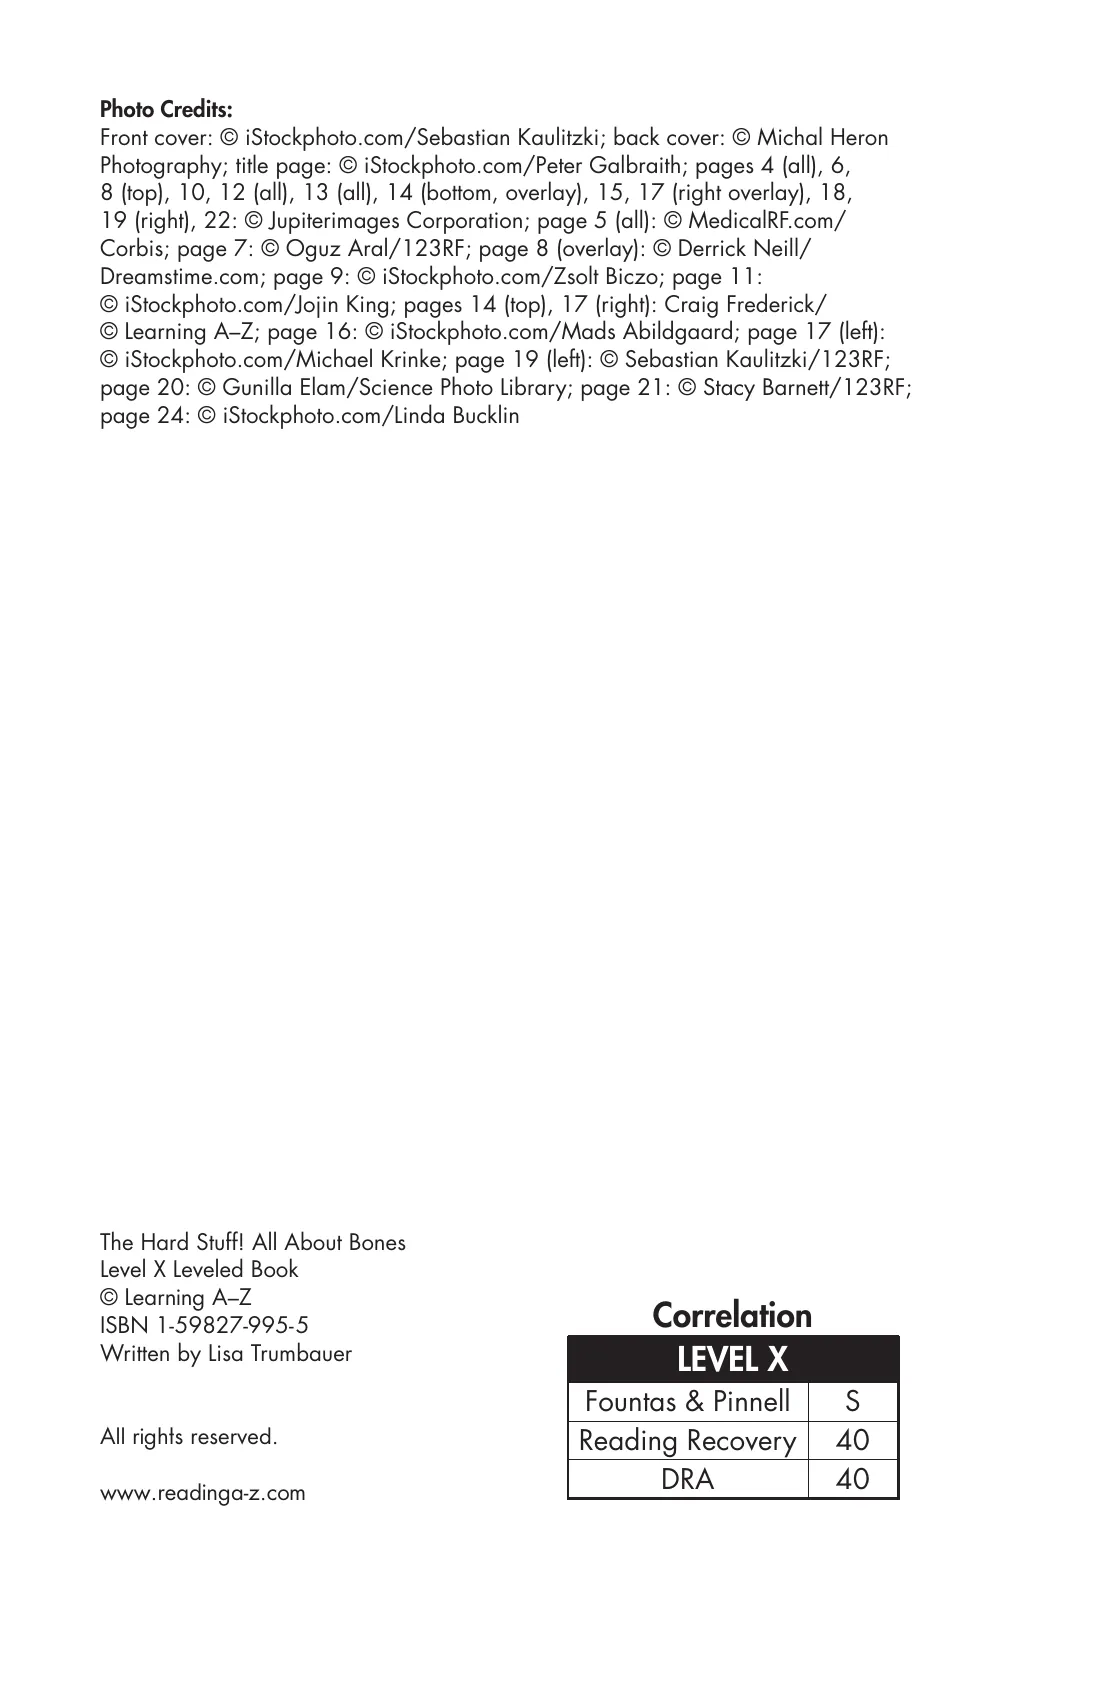 Photo Credits:
Front cover: © iStockphoto.com/Sebastian Kaulitzki; back cover: © Michal Heron
Photography; title page: © iStockphoto.com/Peter Galbraith; pages 4 (all), 6,
8 (top), 10, 12 (all), 13 (all), 14 (bottom, overlay), 15, 17 (right overlay), 18,
19 (right), 22: © Jupiterimages Corporation; page 5 (all): © MedicalRF.com/
Corbis; page 7: © Oguz Aral/123RF; page 8 (overlay): © Derrick Neill/
Dreamstime.com; page 9: © iStockphoto.com/Zsolt Biczo; page 11:
© iStockphoto.com/Jojin King; pages 14 (top), 17 (right): Craig Frederick/
© Learning A–Z; page 16: © iStockphoto.com/Mads Abildgaard; page 17 (left):
© iStockphoto.com/Michael Krinke; page 19 (left): © Sebastian Kaulitzki/123RF;
page 20: © Gunilla Elam/Science Photo Library; page 21: © Stacy Barnett/123RF;
page 24: © iStockphoto.com/Linda Bucklin
The Hard Stuff! All About Bones
Level X Leveled Book
© Learning A–Z
ISBN 1-59827-995-5
Written by Lisa Trumbauer
All rights reserved.
www.readinga-z.com
Correlation
LEVEL X
Fountas & Pinnell S
Reading Recovery 40
DRA 40